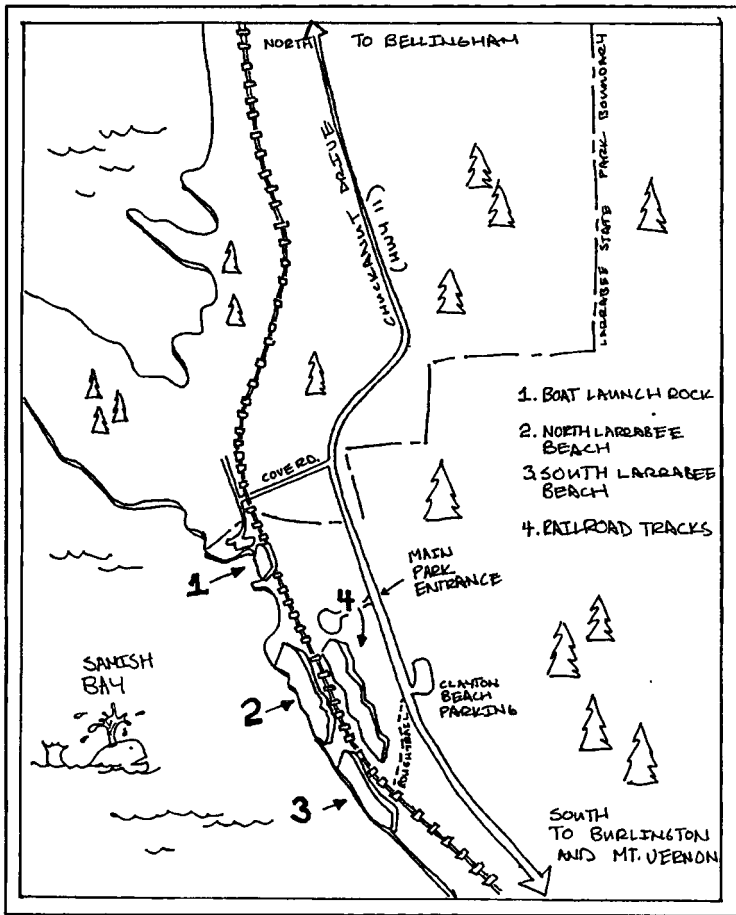 NORTH
TO BELLINGHAM
CHUCKANUT DRIVE
(HWY 11)
LARRABEE STATE PARK BOUNDARY
1. BOAT LAUNCH ROCK
2. NORTH LARRABEE
BEACH
3. SOUTH LARRABEE
BEACH
4. RAILROAD TRACKS
COVE RD.
1
MAIN
PARK
ENTRANCE
4
SAMISH
BAY
2
CLAYTON
BEACH
PARKING
ROUGH TRAIL
3
SOUTH
TO BURLINGTON
AND MT. VERNON